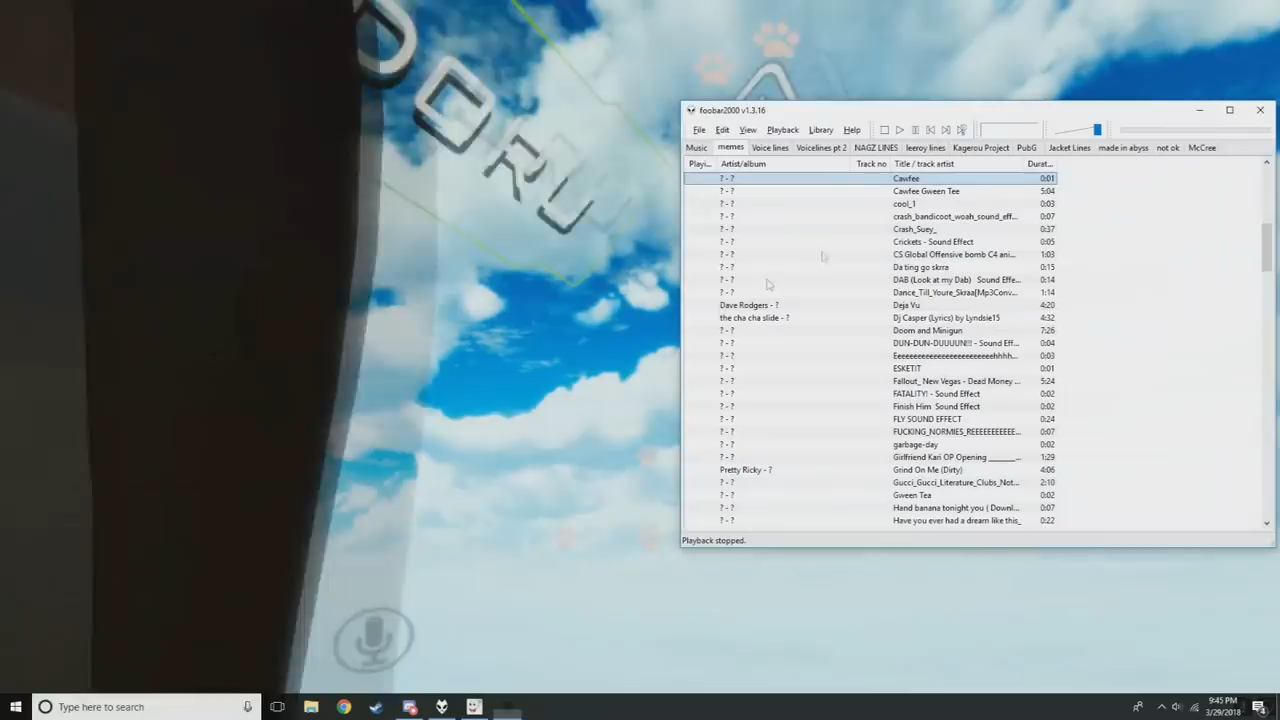 OGRU
foobar2000 v1.3.16
File Edit View Playback Library Help
Music memes Voice lines Voicelines pt 2 NAGZ LINES leeroy lines Kagerou Project PubG Jacket Lines made in abyss not ok McCree
Playi... Artist/album Track no Title / track artist Durat...
? - ? Cawfee 0:01
? - ? Cawfee Gween Tee 5:04
? - ? cool_1 0:03
? - ? crash_bandicoot_woah_sound_eff... 0:07
? - ? Crash_Suey_ 0:37
? - ? Crickets - Sound Effect 0:05
? - ? CS Global Offensive bomb C4 ani... 1:03
? - ? Da ting go skrra 0:15
? - ? DAB (Look at my Dab) Sound Effe... 0:14
? - ? Dance_Till_Youre_Skraa[Mp3Conv... 1:14
Dave Rodgers - ? Deja Vu 4:20
the cha cha slide - ? Dj Casper (Lyrics) by Lyndsie15 4:32
? - ? Doom and Minigun 7:26
? - ? DUN-DUN-DUUUUN!!! - Sound Eff... 0:04
? - ? 0:03
? - ? ESKETIT 0:01
? - ? Fallout_ New Vegas - Dead Money ... 5:24
? - ? FATALITY! - Sound Effect 0:02
? - ? Finish Him Sound Effect 0:02
? - ? FLY SOUND EFFECT 0:24
? - ? FUCKING_NORMIES_REEEEEEEEEEE... 0:07
? - ? garbage-day 0:02
? - ? Girlfriend Kari OP Opening _______... 1:29
Pretty Ricky - ? Grind On Me (Dirty) 4:06
? - ? Gucci_Gucci_Literature_Clubs_Not... 2:10
? - ? Gween Tea 0:02
? - ? Hand banana tonight you ( Downl... 0:07
? - ? Have you ever had a dream like this_ 0:22
Playback stopped.
Type here to search
9:45 PM
3/29/2018